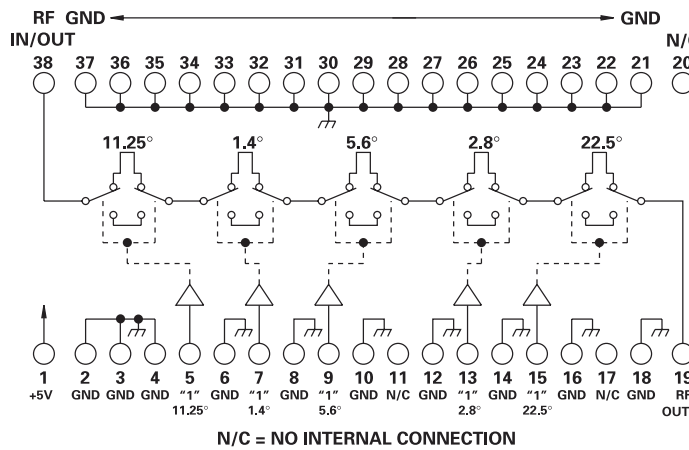 RF GND GND
IN/OUT N/C
38 37 36 35 34 33 32 31 30 29 28 27 26 25 24 23 22 21 20
11.25° 1.4° 5.6° 2.8° 22.5°
1 2 3 4 5 6 7 8 9 10 11 12 13 14 15 16 17 18 19
+5V GND GND GND "1" GND "1" GND "1" GND N/C GND "1" GND "1" GND N/C GND RF
11.25° 1.4° 5.6° 2.8° 22.5° OUT/
N/C = NO INTERNAL CONNECTION